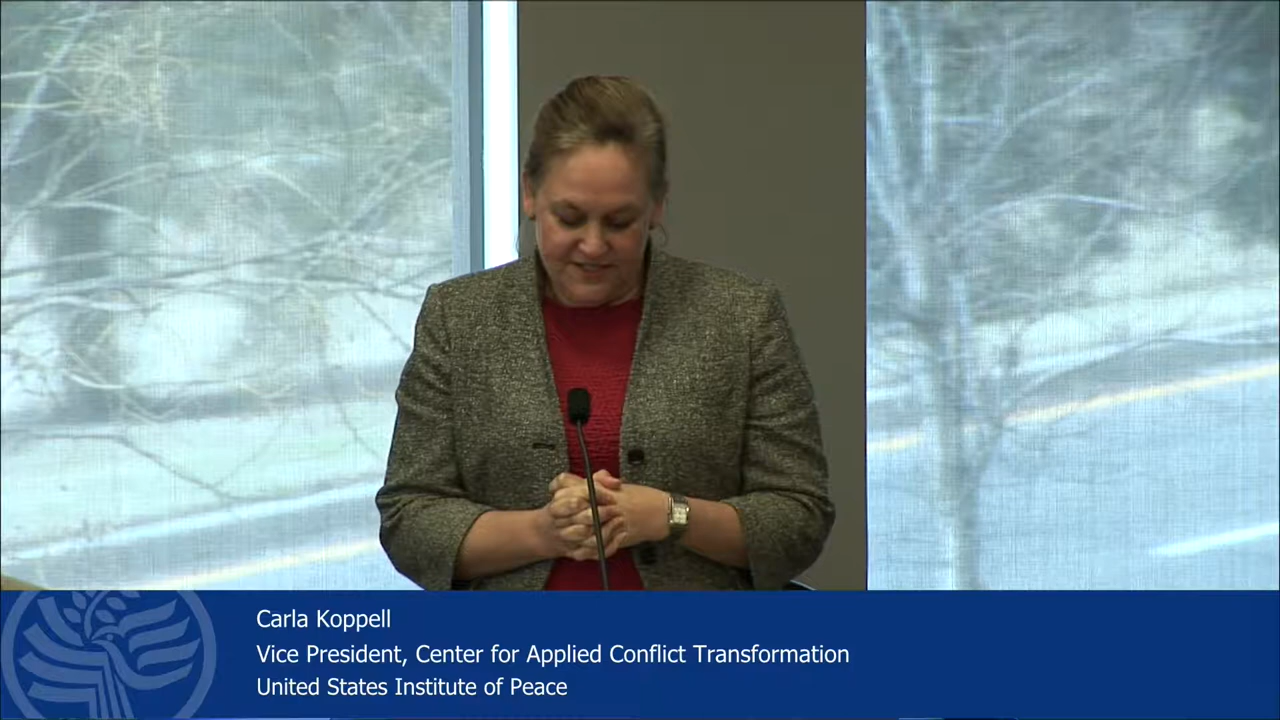 Carla Koppell
Vice President, Center for Applied Conflict Transformation
United States Institute of Peace